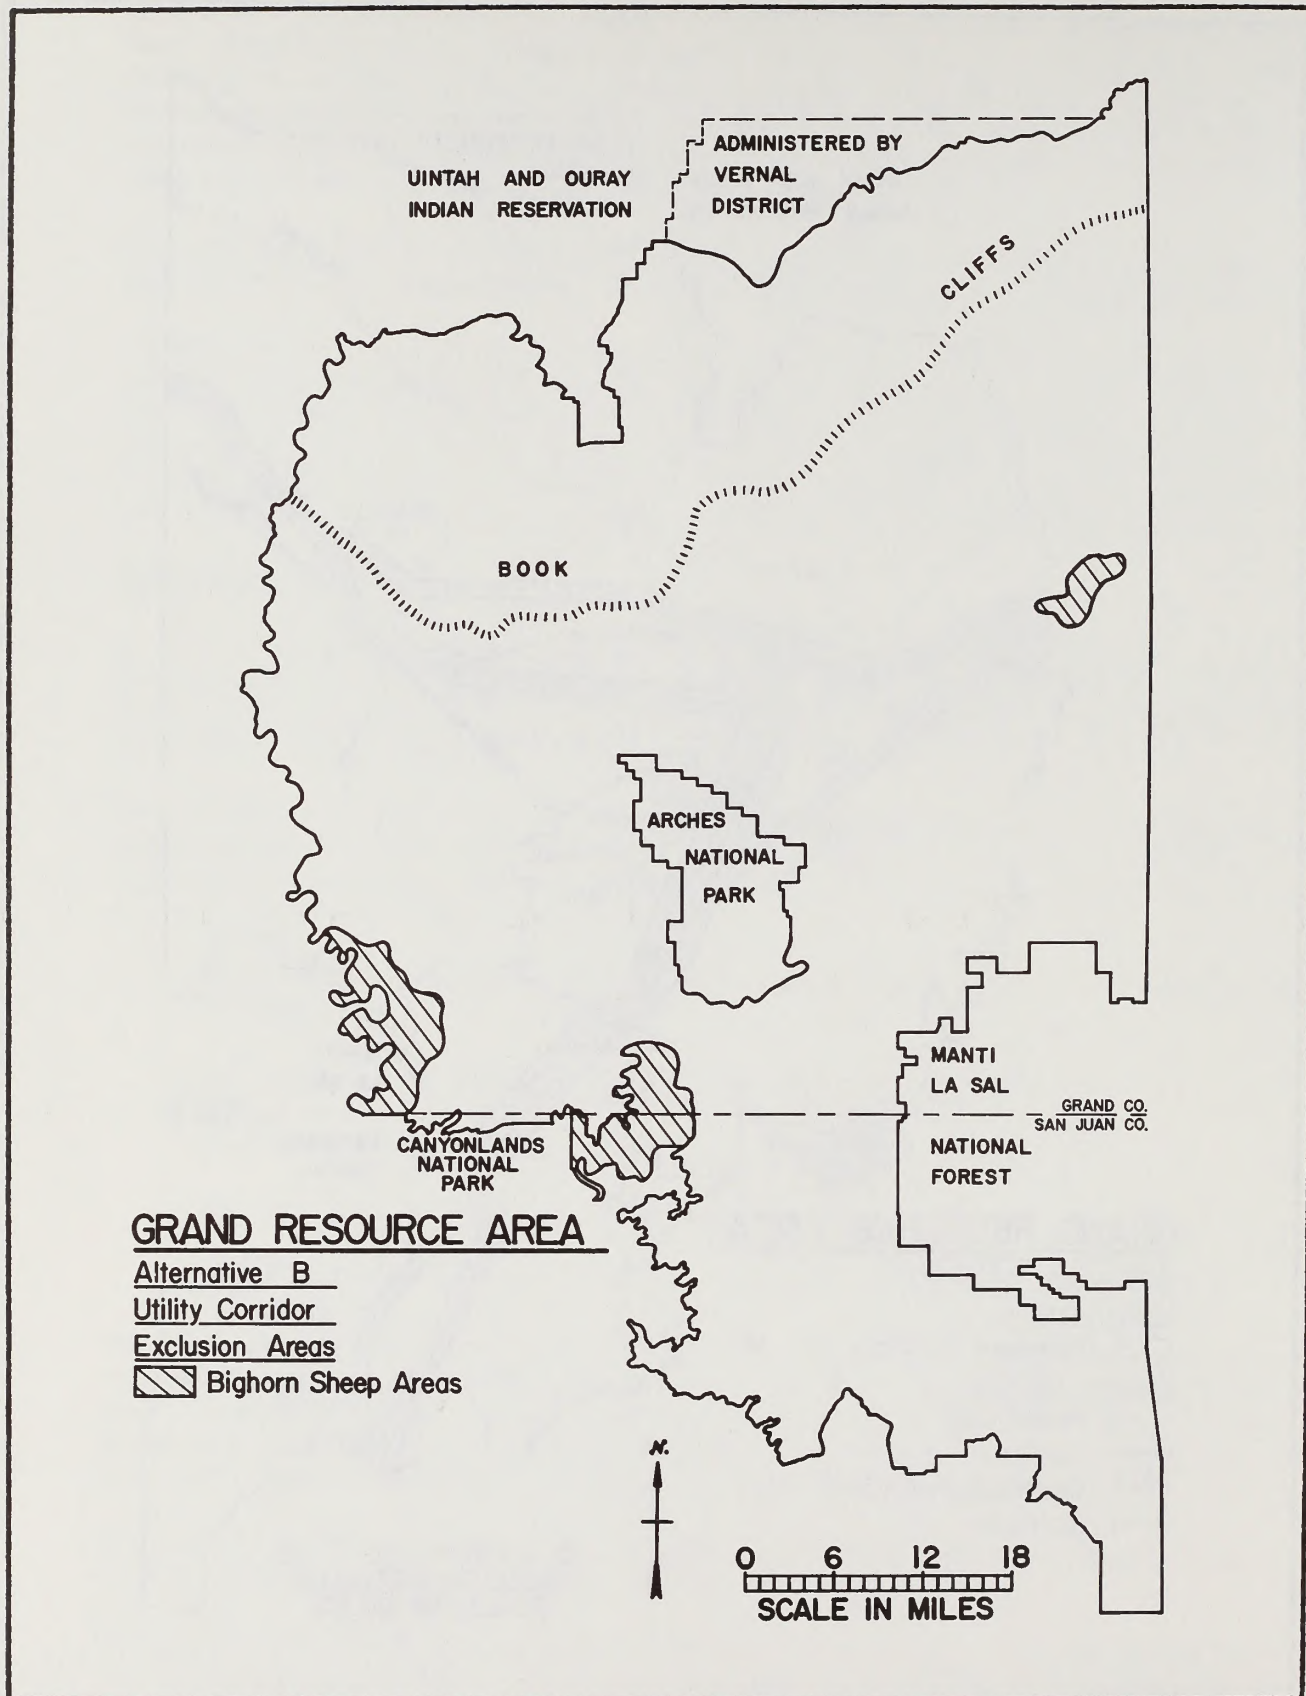 ADMINISTERED BY
VERNAL
DISTRICT
UINTAH AND OURAY
INDIAN RESERVATION
CLIFFS
BOOK
ARCHES
NATIONAL
PARK
MANTI
LA SAL
GRAND CO.
SAN JUAN CO.
NATIONAL
FOREST
CANYONLANDS
NATIONAL
PARK
GRAND RESOURCE AREA
Alternative B
Utility Corridor
Exclusion Areas
Bighorn Sheep Areas
N.
0 6 12 18
SCALE IN MILES